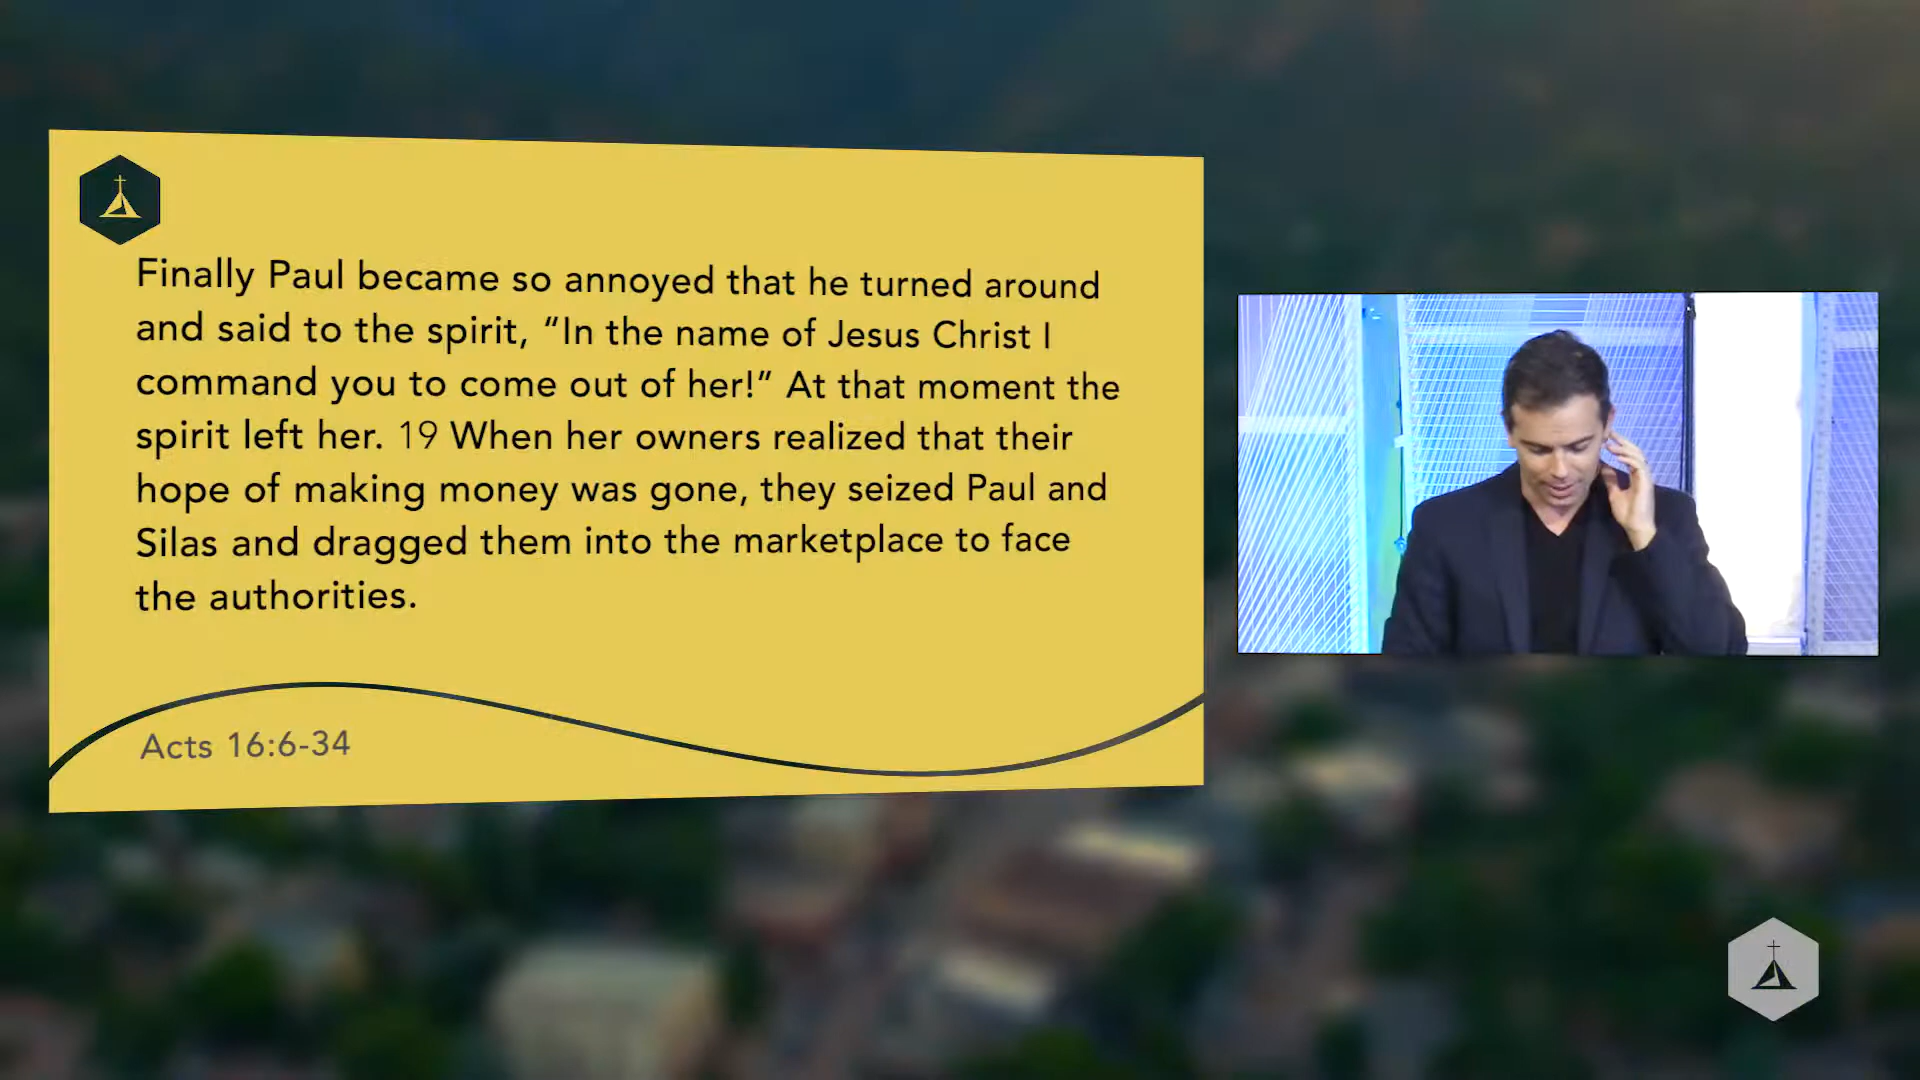 Finally Paul became so annoyed that he turned around
and said to the spirit, “In the name of Jesus Christ I
command you to come out of her!” At that moment the
spirit left her. 19 When her owners realized that their
hope of making money was gone, they seized Paul and
Silas and dragged them into the marketplace to face
the authorities.
Acts 16:6-34